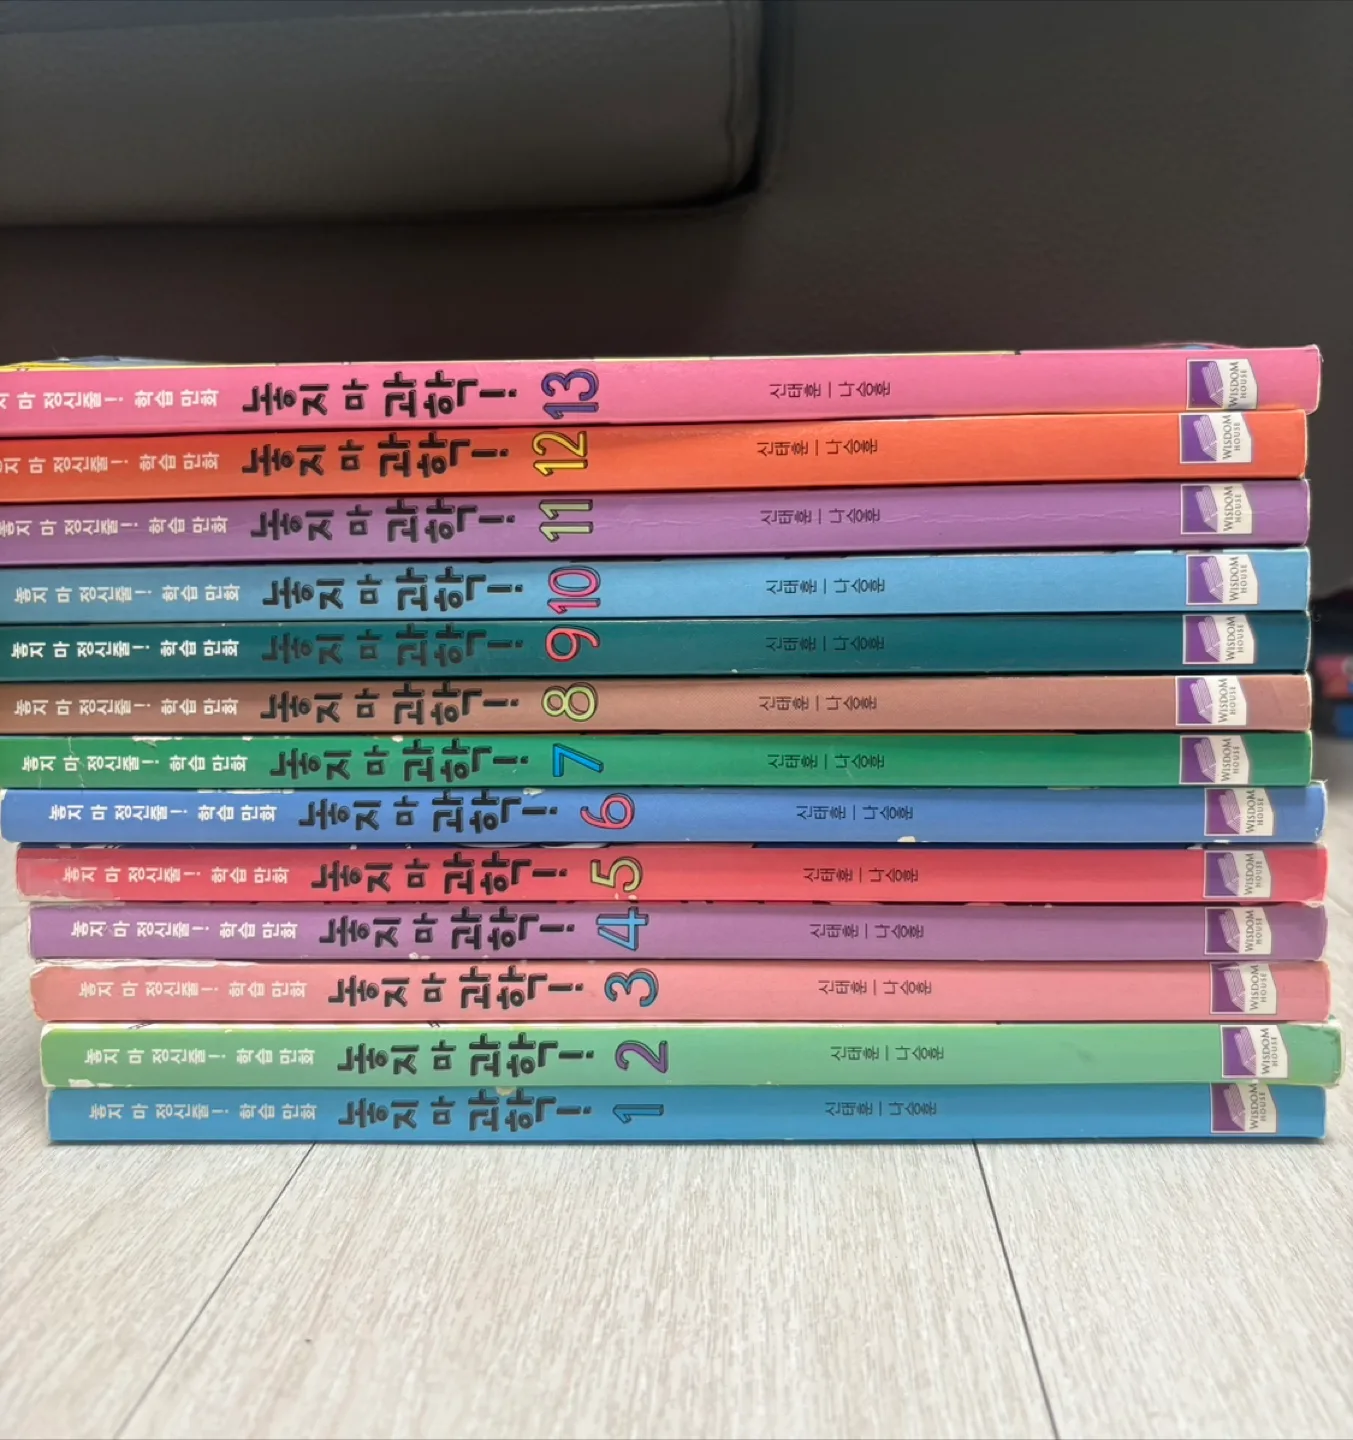 지 마 정신줄!: 학습 만화 놓지 마 과학! 13 신태훈 | 나승훈 WISDOM HOUSE
지 마 정신줄!: 학습 만화 놓지 마 과학! 12 신태훈 | 나승훈 WISDOM HOUSE
놓지 마 정신줄!: 학습 만화 놓지 마 과학! 11 신태훈 | 나승훈 WISDOM HOUSE
놓지 마 정신줄!: 학습 만화 놓지 마 과학! 10 신태훈 | 나승훈 WISDOM HOUSE
놓지 마 정신줄!: 학습 만화 놓지 마 과학! 9 신태훈 | 나승훈 WISDOM HOUSE
놓지 마 정신줄!: 학습 만화 놓지 마 과학! 8 신태훈 | 나승훈 WISDOM HOUSE
놓지 마 정신줄!: 학습 만화 놓지 마 과학! 7 신태훈 | 나승훈 WISDOM HOUSE
놓지 마 정신줄!: 학습 만화 놓지 마 과학! 6 신태훈 | 나승훈 WISDOM HOUSE
놓지 마 정신줄!: 학습 만화 놓지 마 과학! 5 신태훈 | 나승훈 WISDOM HOUSE
놓지 마 정신줄!: 학습 만화 놓지 마 과학! 4 신태훈 | 나승훈 WISDOM HOUSE
놓지 마 정신줄!: 학습 만화 놓지 마 과학! 3 신태훈 | 나승훈 WISDOM HOUSE
놓지 마 정신줄!: 학습 만화 놓지 마 과학! 2 신태훈 | 나승훈 WISDOM HOUSE
놓지 마 정신줄!: 학습 만화 놓지 마 과학! 1 신태훈 | 나승훈 WISDOM HOUSE